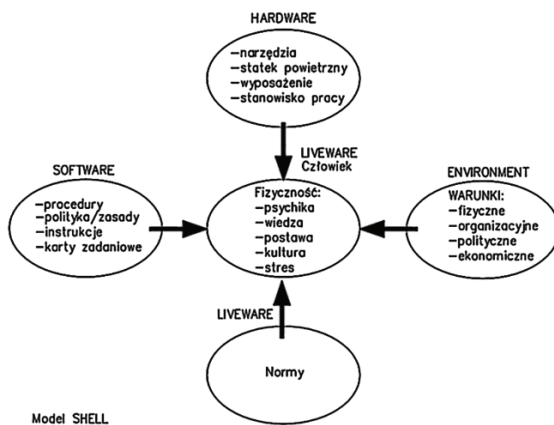 HARDWARE
–narzędzia
–statek powietrzny
–wyposażenie
–stanowisko pracy
LIVEWARE
Człowiek
SOFTWARE
–procedury
–polityka/zasady
–instrukcje
–karty zadaniowe
Fizyczność:
–psychika
–wiedza
–postawa
–kultura
–stres
ENVIRONMENT
WARUNKI:
–fizyczne
–organizacyjne
–polityczne
–ekonomiczne
LIVEWARE
Normy
Model SHELL